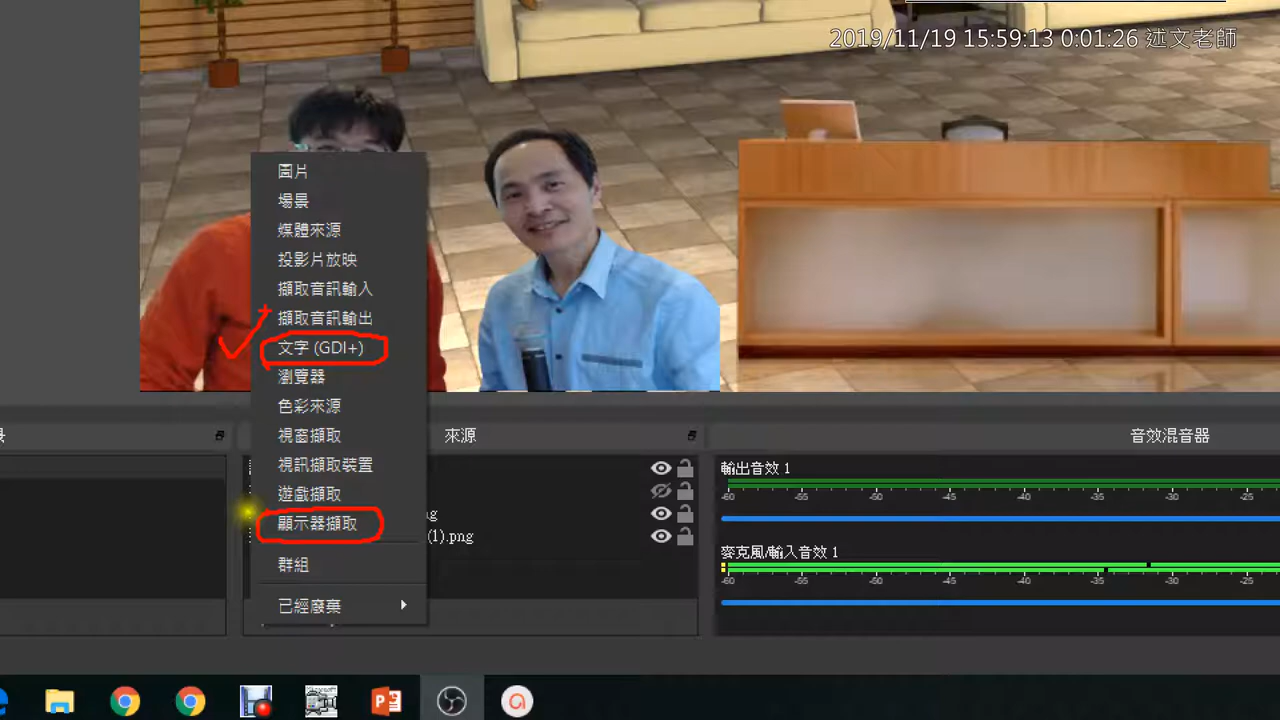 2019/11/19 15:59:13 0:01:26 述文老師
圖片
場景
媒體來源
投影片放映
擷取音訊輸入
擷取音訊輸出
文字 (GDI+)
瀏覽器
色彩來源
視窗擷取
視訊擷取裝置
遊戲擷取
顯示器擷取
群組
已經廢棄
來源
(1).png
音效混音器
輸出音效 1
-60 -55 -50 -45 -40 -35 -30 -25
麥克風/輸入音效 1
-60 -55 -50 -45 -40 -35 -30 -25